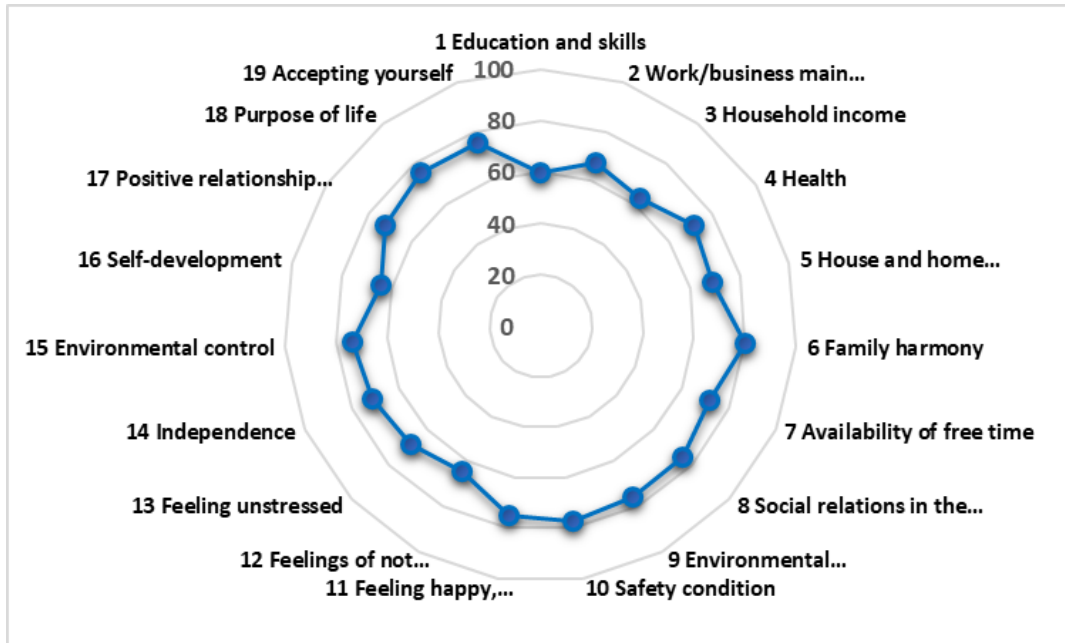 1 Education and skills
2 Work/business main...
3 Household income
4 Health
5 House and home...
6 Family harmony
7 Availability of free time
8 Social relations in the...
9 Environmental...
10 Safety condition
11 Feeling happy,...
12 Feelings of not...
13 Feeling unstressed
14 Independence
15 Environmental control
16 Self-development
17 Positive relationship...
18 Purpose of life
19 Accepting yourself
100
80
60
40
20
0